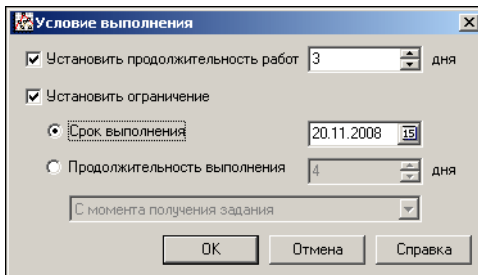 Условие выполнения
Установить продолжительность работ 3 дня
Установить ограничение
Срок выполнения 20.11.2008 15
Продолжительность выполнения 4 дня
С момента получения задания
OK Отмена Справка